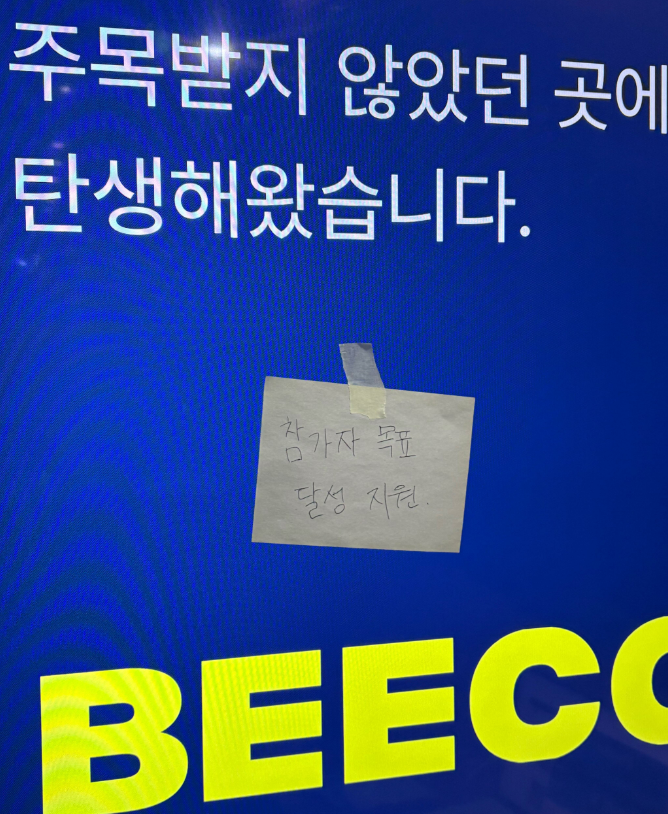 주목받지 않았던 곳에
탄생해왔습니다.
참가자 목표
달성 지원.
BEECO